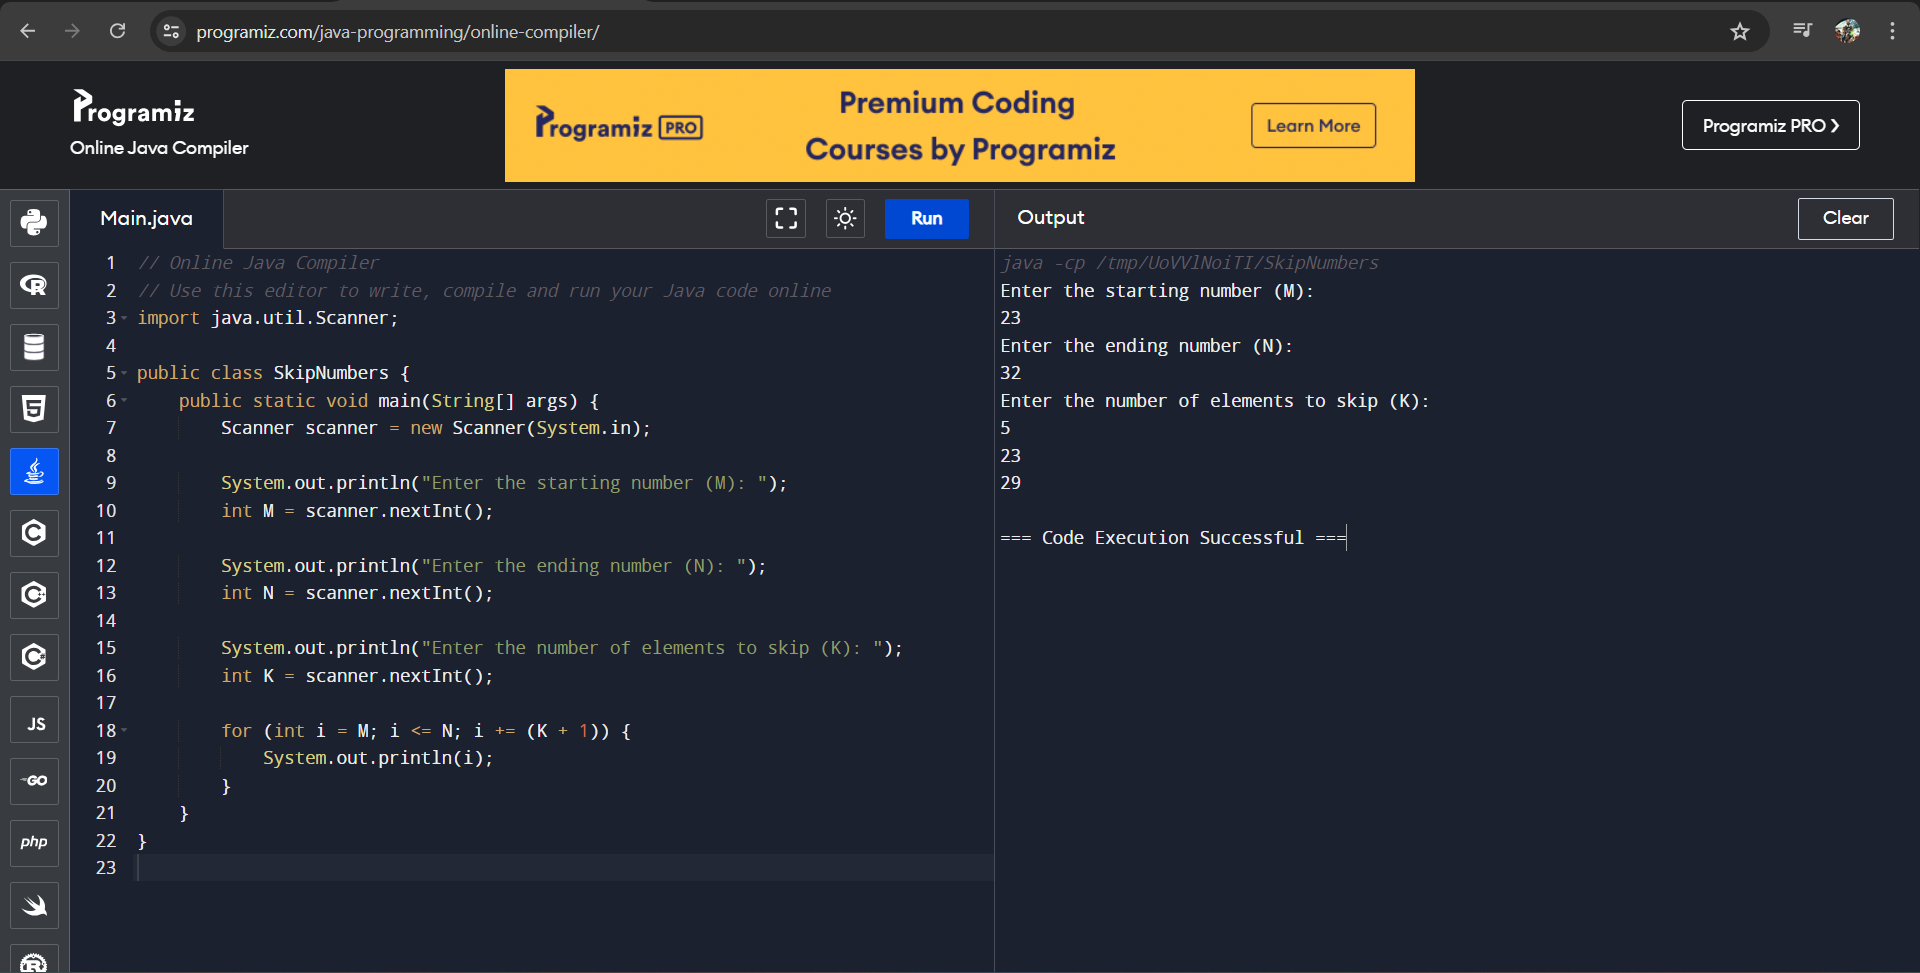 programiz.com/java-programming/online-compiler/
Programiz
Online Java Compiler
Programiz PRO
Premium Coding
Courses by Programiz
Learn More
Programiz PRO ❯
Main.java
Run
Output
Clear
1 // Online Java Compiler
2 // Use this editor to write, compile and run your Java code online
3 import java.util.Scanner;
4
5 public class SkipNumbers {
6     public static void main(String[] args) {
7         Scanner scanner = new Scanner(System.in);
8
9         System.out.println("Enter the starting number (M): ");
10         int M = scanner.nextInt();
11
12         System.out.println("Enter the ending number (N): ");
13         int N = scanner.nextInt();
14
15         System.out.println("Enter the number of elements to skip (K): ");
16         int K = scanner.nextInt();
17
18         for (int i = M; i <= N; i += (K + 1)) {
19             System.out.println(i);
20         }
21     }
22 }
23
java -cp /tmp/UoVVlNoiTI/SkipNumbers
Enter the starting number (M):
23
Enter the ending number (N):
32
Enter the number of elements to skip (K):
5
23
29
=== Code Execution Successful ===
R
5
C
C++
C#
JS
GO
php
R